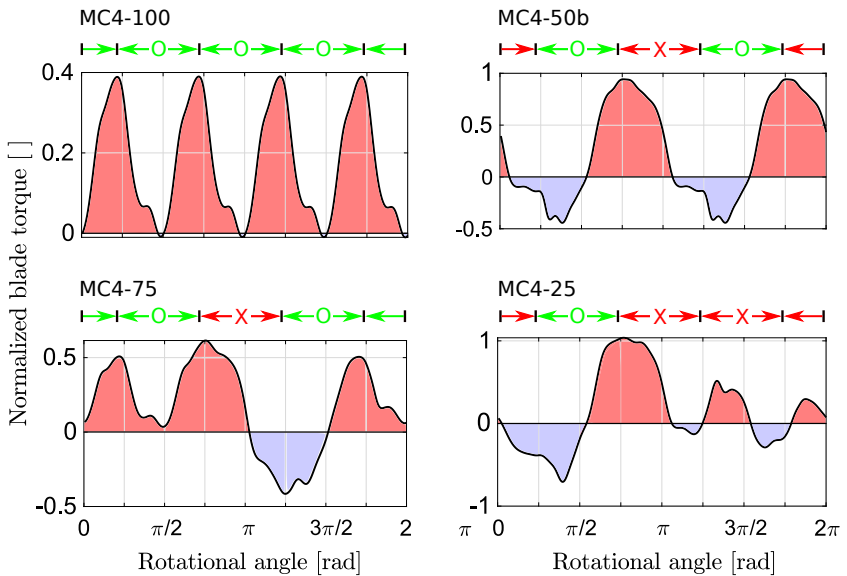 MC4-100
O O O
0.4
0.2
0
MC4-50b
O X O
1
0.5
0
-0.5
MC4-75
O X O
0.5
0
-0.5
0 π/2 π 3π/2 2π
Rotational angle [rad]
MC4-25
O X X
1
0
-1
0 π/2 π 3π/2 2π
Rotational angle [rad]
Normalized blade torque [ ]